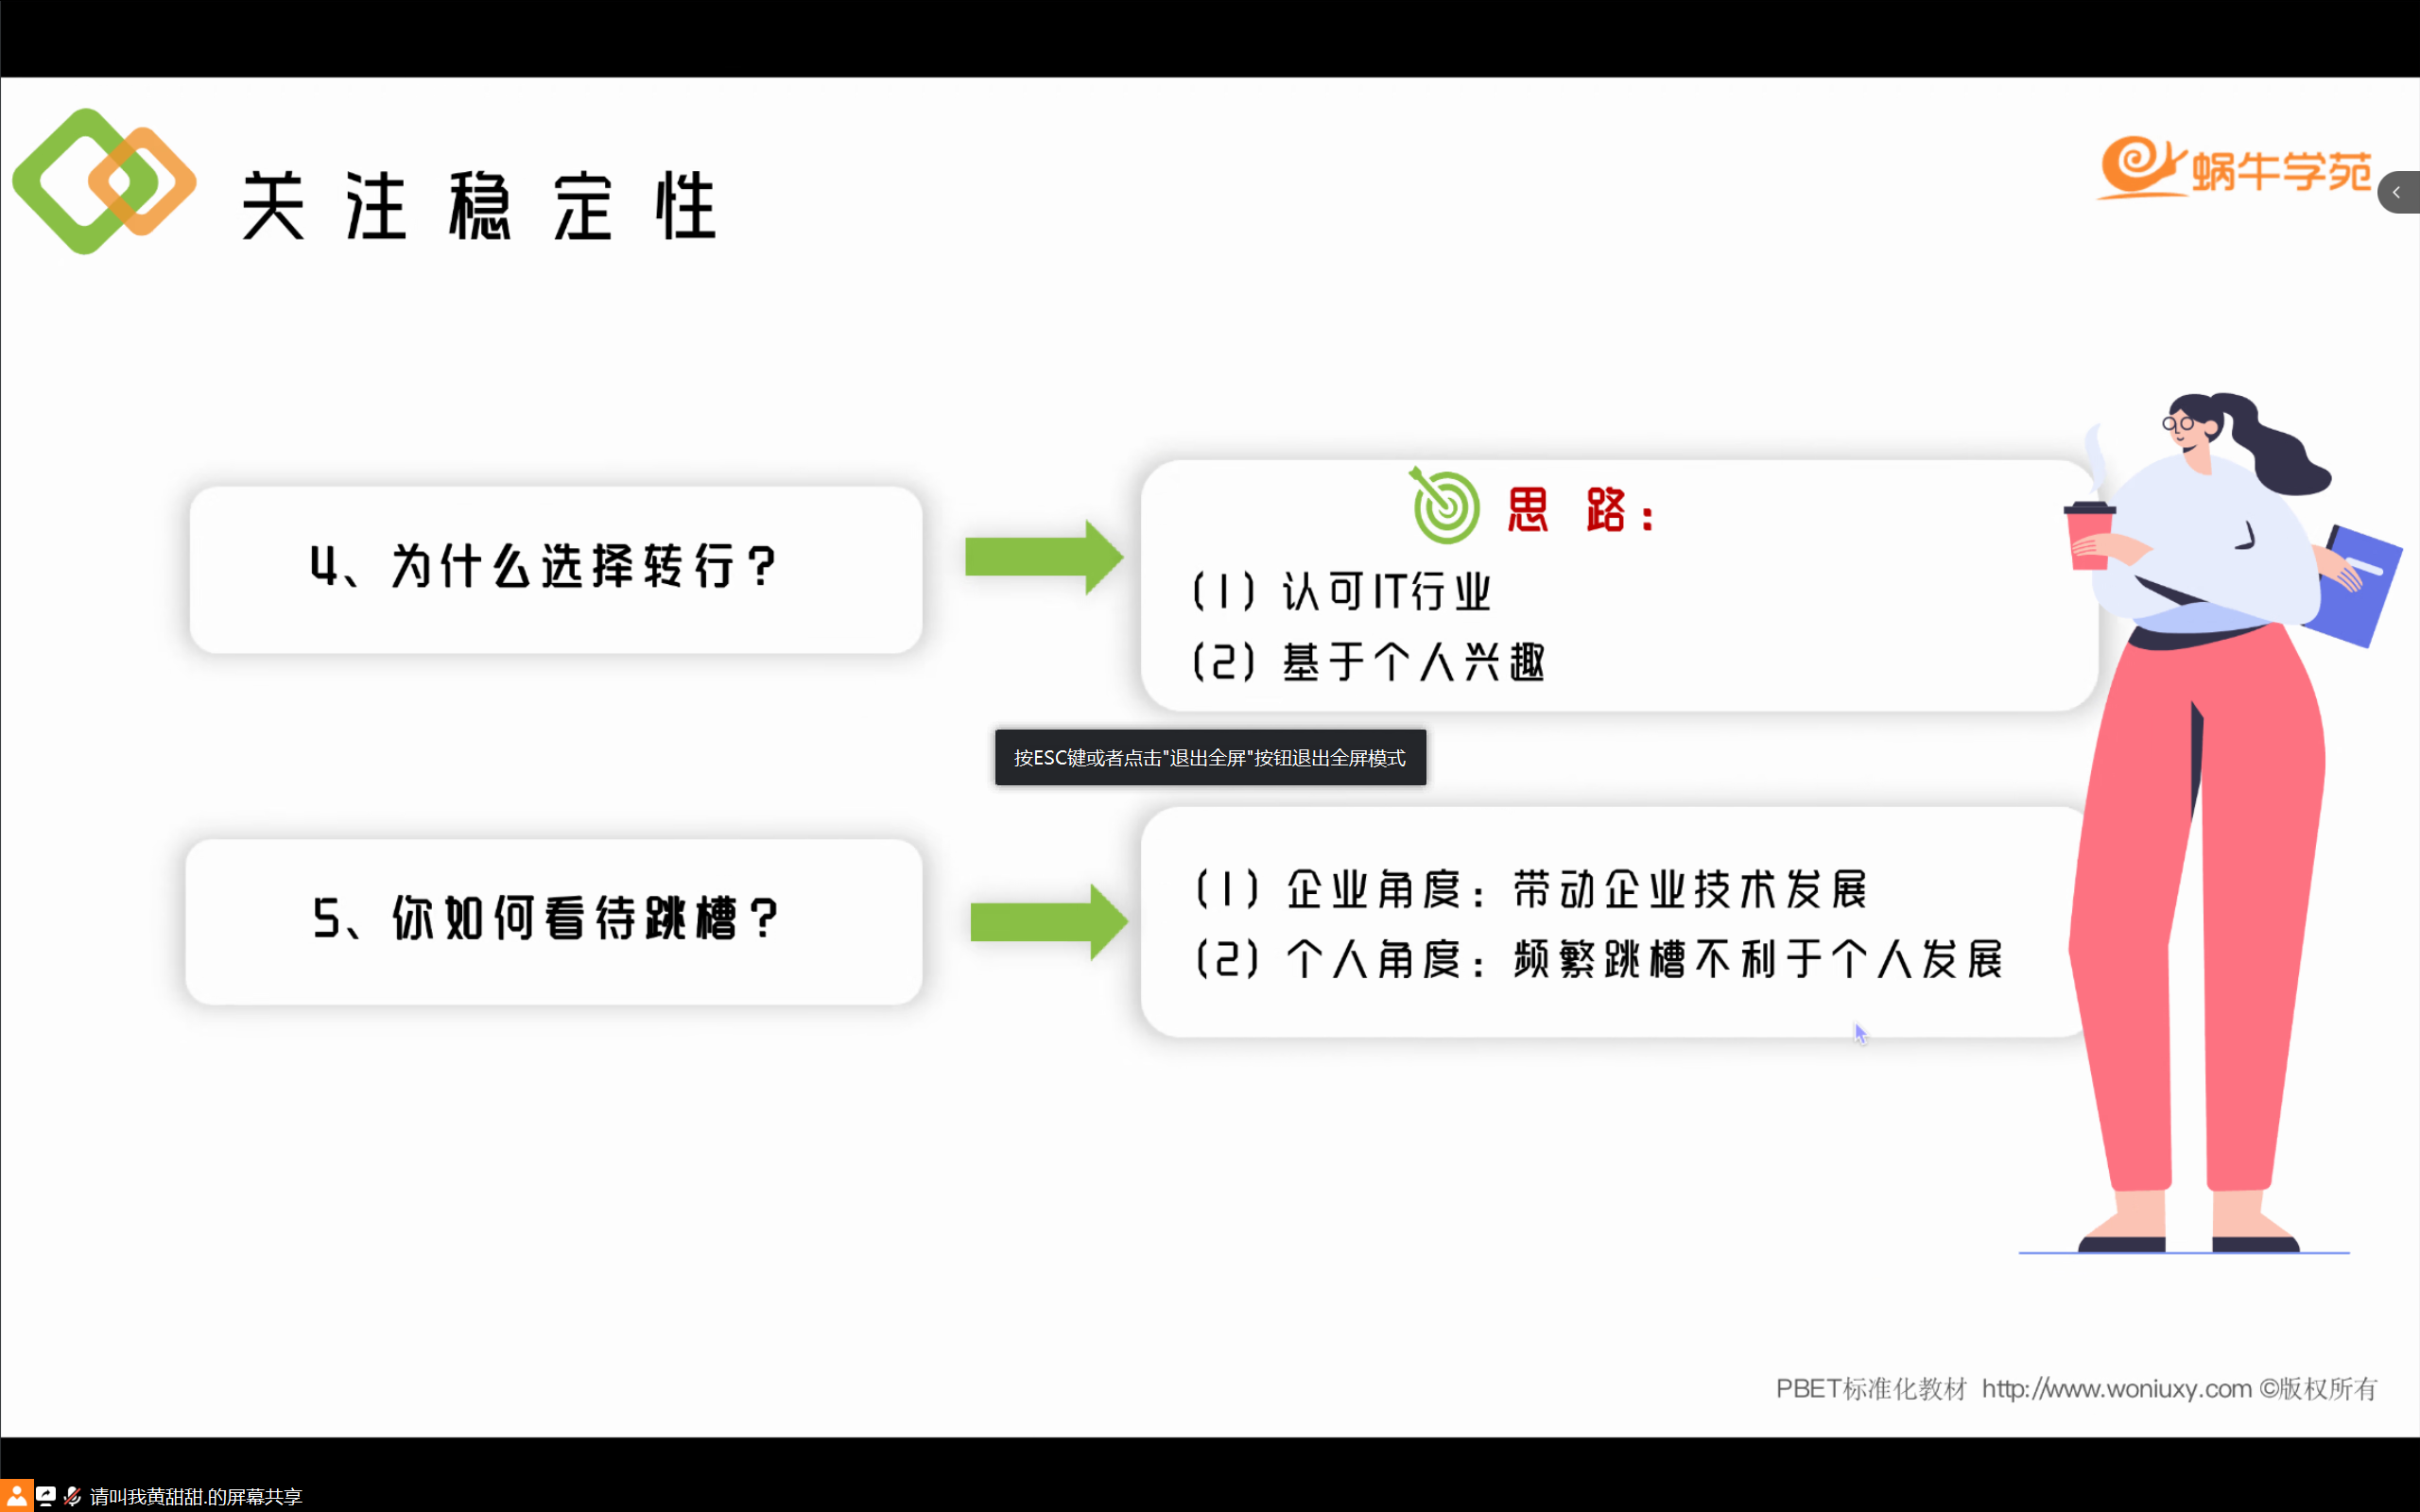 关注稳定性
蜗牛学苑
4、为什么选择转行？
思路：
(1) 认可IT行业
(2) 基于个人兴趣
按ESC键或者点击"退出全屏"按钮退出全屏模式
5、你如何看待跳槽？
(1) 企业角度：带动企业技术发展
(2) 个人角度：频繁跳槽不利于个人发展
PBET标准化教材 http://www.woniuxy.com ©版权所有
请叫我黄甜甜.的屏幕共享